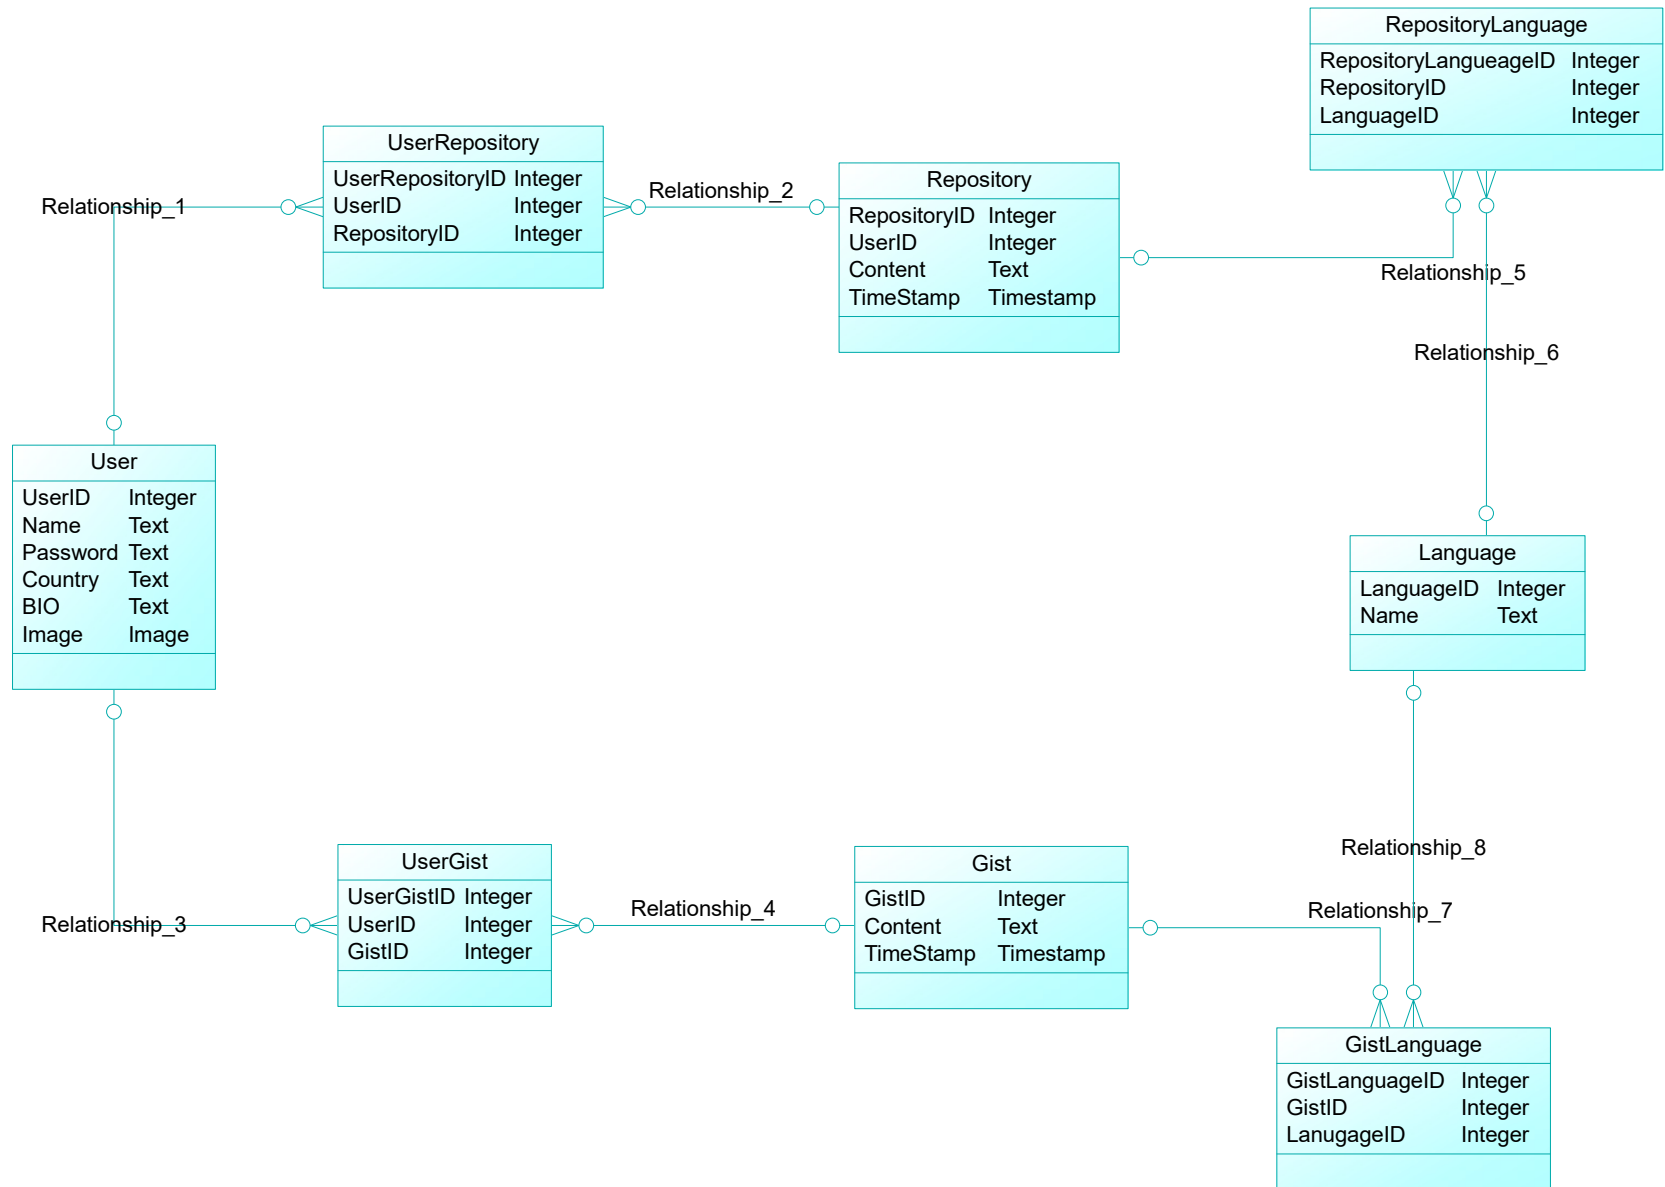 RepositoryLanguage
RepositoryLangueageID Integer
RepositoryID Integer
LanguageID Integer
UserRepository
UserRepositoryID Integer
UserID Integer
RepositoryID Integer
Relationship_1
Relationship_2
Repository
RepositoryID Integer
UserID Integer
Content Text
TimeStamp Timestamp
Relationship_5
Relationship_6
User
UserID Integer
Name Text
Password Text
Country Text
BIO Text
Image Image
Language
LanguageID Integer
Name Text
Relationship_8
UserGist
UserGistID Integer
UserID Integer
GistID Integer
Relationship_3
Relationship_4
Gist
GistID Integer
Content Text
TimeStamp Timestamp
Relationship_7
GistLanguage
GistLanguageID Integer
GistID Integer
LanugageID Integer